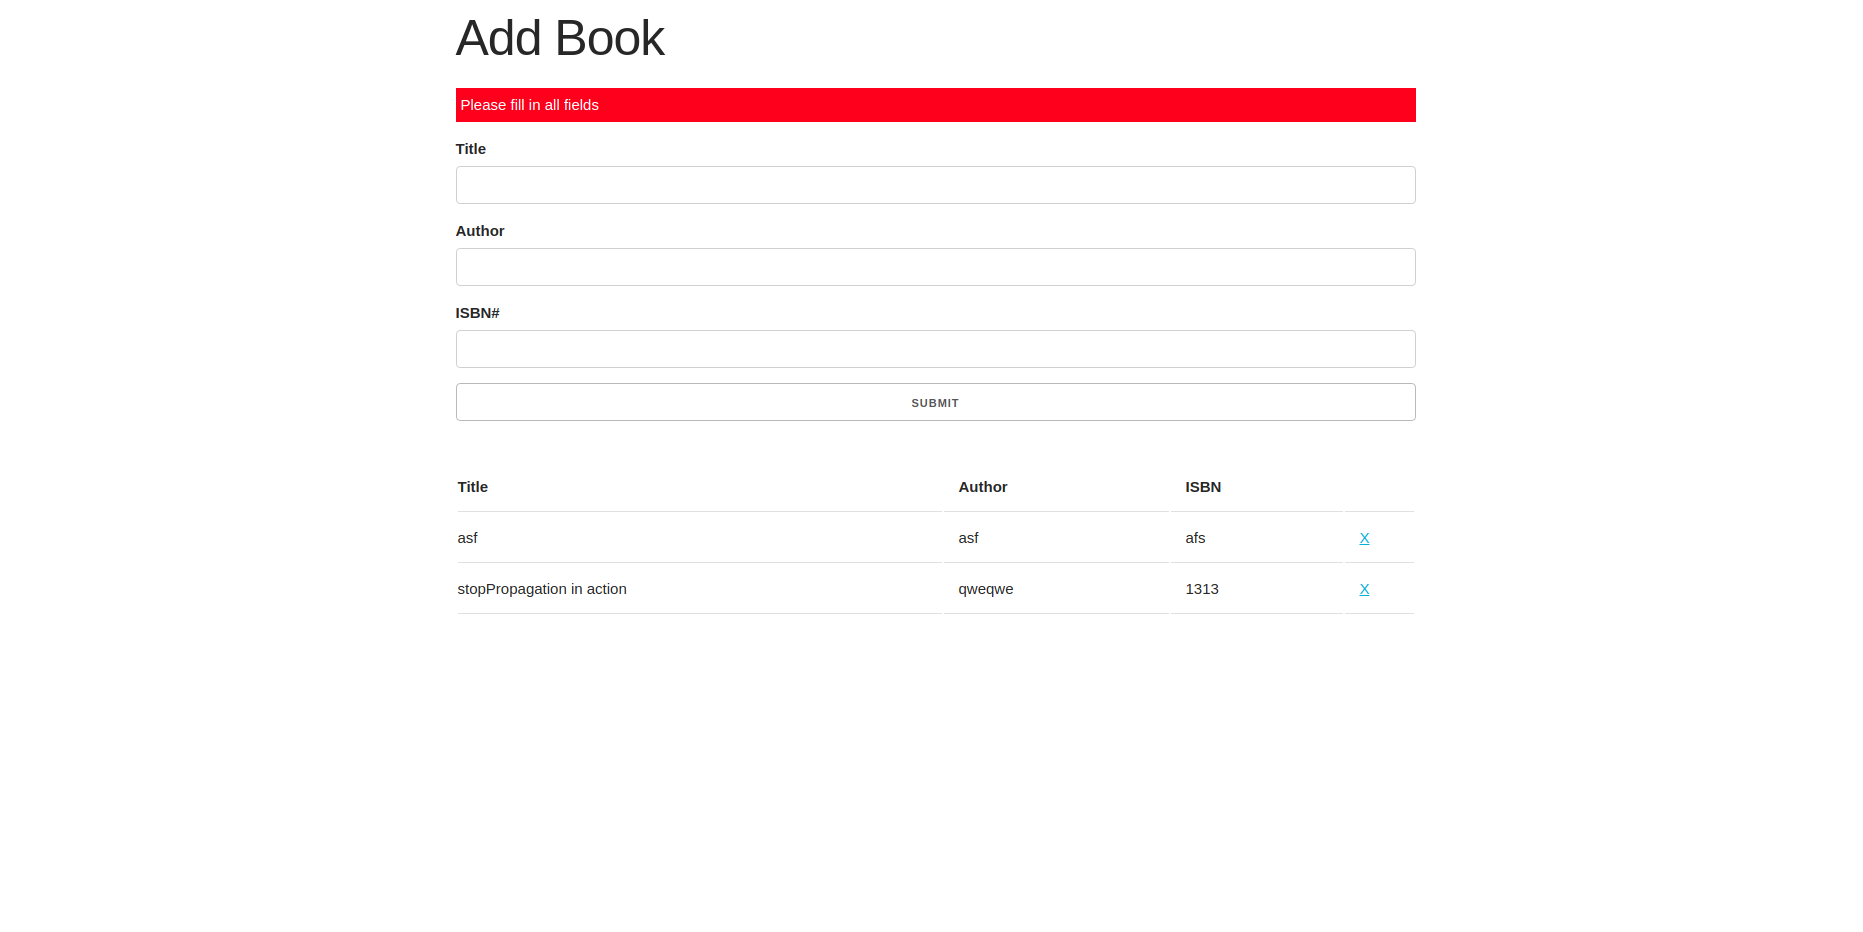 Add Book
Please fill in all fields
Title
Author
ISBN#
SUBMIT
Title Author ISBN
asf asf afs X
stopPropagation in action qweqwe 1313 X